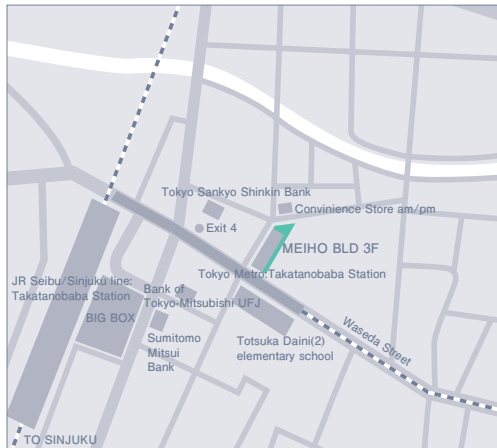 Tokyo Sankyo Shinkin Bank
Convinience Store am/pm
Exit 4
MEIHO BLD 3F
Tokyo Metro:Takatanobaba Station
JR Seibu/Sinjuku line:
Takatanobaba Station
Bank of
Tokyo-Mitsubishi UFJ
BIG BOX
Sumitomo
Mitsui
Bank
Totsuka Daini(2)
elementary school
Waseda Street
TO SINJUKU